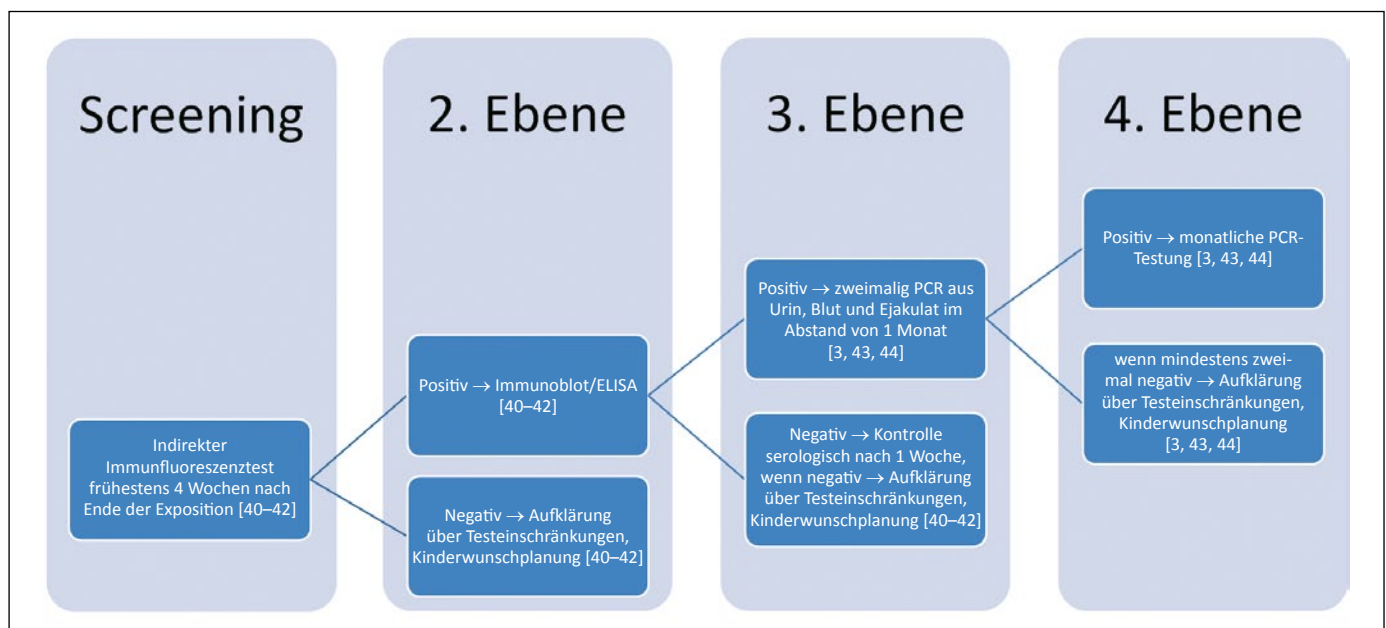 Screening
Indirekter
Immunfluoreszenztest
frühestens 4 Wochen nach
Ende der Exposition [40–42]
2. Ebene
Positiv → Immunoblot/ELISA
[40–42]
Negativ → Aufklärung
über Testeinschränkungen,
Kinderwunschplanung [40–42]
3. Ebene
Positiv → zweimalig PCR aus
Urin, Blut und Ejakulat im
Abstand von 1 Monat
[3, 43, 44]
Negativ → Kontrolle
serologisch nach 1 Woche,
wenn negativ → Aufklärung
über Testeinschränkungen,
Kinderwunschplanung [40–42]
4. Ebene
Positiv → monatliche PCR-
Testung [3, 43, 44]
wenn mindestens zwei-
mal negativ → Aufklärung
über Testeinschränkungen,
Kinderwunschplanung
[3, 43, 44]